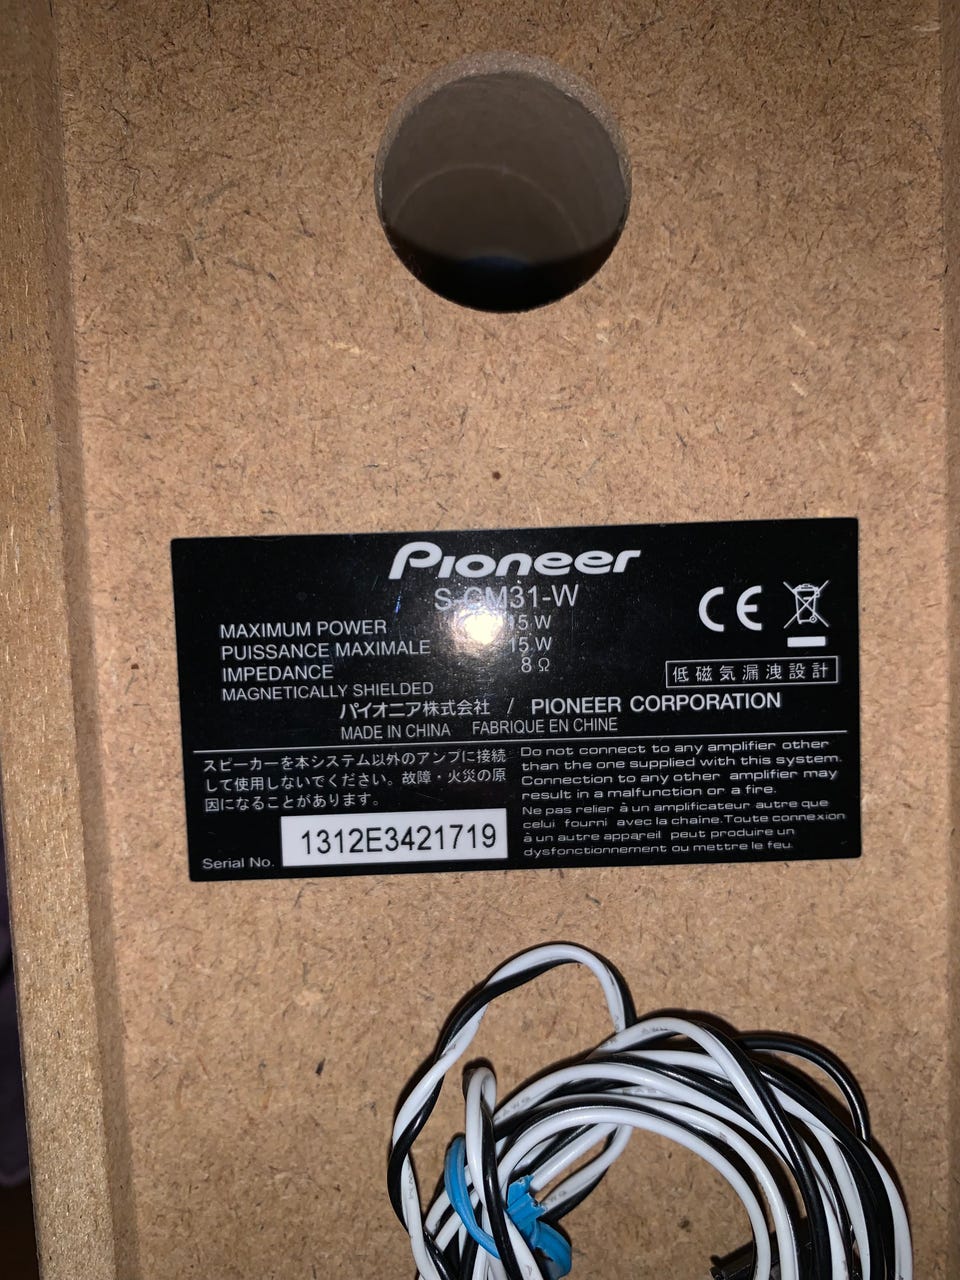 Pioneer
S-CM31-W
MAXIMUM POWER 15 W
PUISSANCE MAXIMALE 15 W
IMPEDANCE 8 Ω
MAGNETICALLY SHIELDED
CE
低磁気漏洩設計
パイオニア株式会社 / PIONEER CORPORATION
MADE IN CHINA FABRIQUE EN CHINE
スピーカーを本システム以外のアンプに接続
して使用しないでください。故障・火災の原
因になることがあります。
Serial No. 1312E3421719
Do not connect to any amplifier other
than the one supplied with this system.
Connection to any other amplifier may
result in a malfunction or a fire.
Ne pas relier à un amplificateur autre que
celui fourni avec la chaîne.Toute connexion
à un autre appareil peut produire un
dysfonctionnement ou mettre le feu.